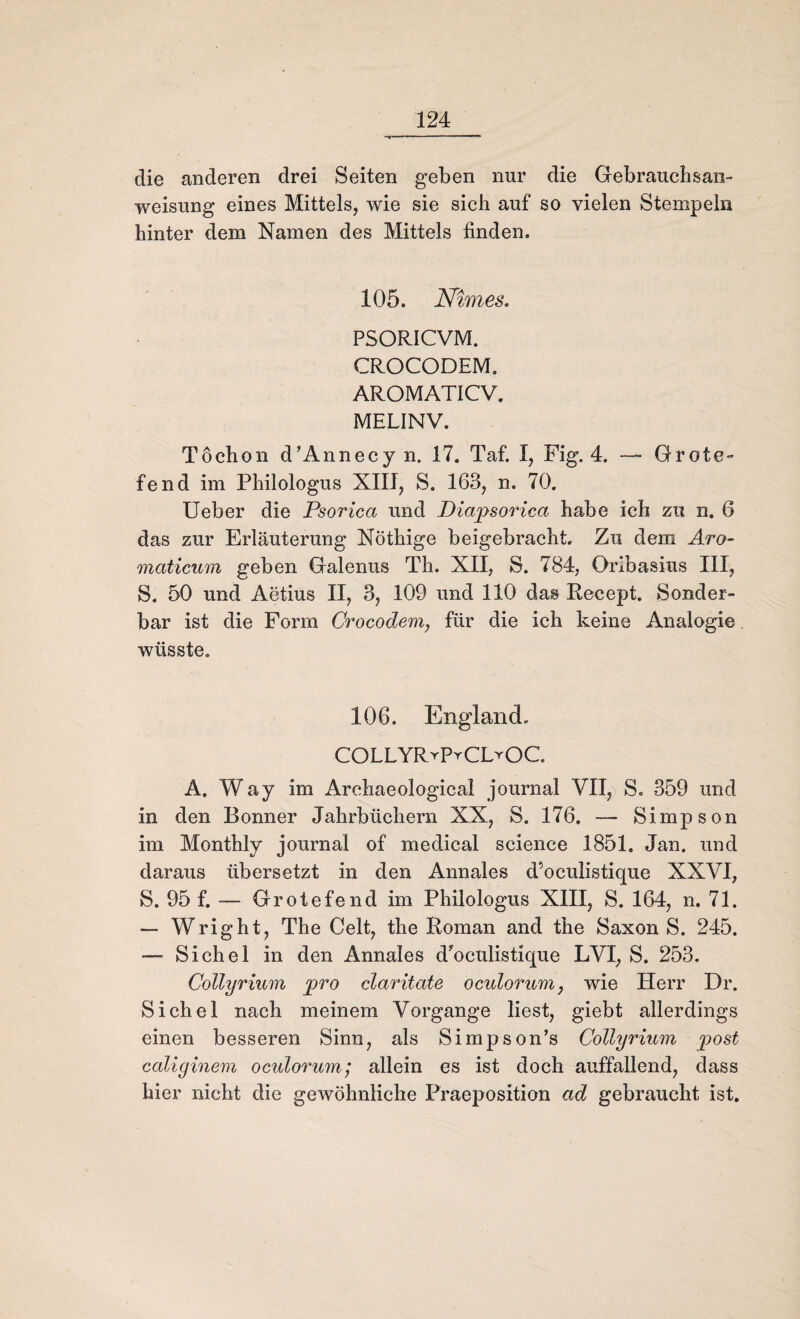 124
die anderen drei Seiten geben nur die Gebrauchsan-
weisung eines Mittels, wie sie sich auf so vielen Stempeln
hinter dem Namen des Mittels finden.
105. Nîmes.
PSORICVM.
CROCODEM.
AROMATICV.
MELINV.
Tôchon d'Annecy n. 17. Taf. I, Fig. 4. — Grote-
fend im Philologus XIII, S. 163, n. 70.
Ueber die Psorica und Diapsorica habe ich zu n. 6
das zur Erläuterung Nöthige beigebracht. Zu dem Aro-
maticum geben Galenus Th. XII, S. 784, Oribasius III,
S. 50 und Aëtius II, 3, 109 und 110 das Recept. Sonder-
bar ist die Form Crocodem, für die ich keine Analogie
wüsste.
106. England.
COLLYR▾P▾CL▾OC.
A. Way im Archaeological journal VII, S. 359 und
in den Bonner Jahrbüchern XX, S. 176. — Simpson
im Monthly journal of medical science 1851. Jan. und
daraus übersetzt in den Annales d'oculistique XXVI,
S. 95 f. — Grotefend im Philologus XIII, S. 164, n. 71.
— Wright, The Celt, the Roman and the Saxon S. 245.
— Sichel in den Annales d'oculistique LVI, S. 253.
Collyrium pro claritate oculorum, wie Herr Dr.
Sichel nach meinem Vorgange liest, giebt allerdings
einen besseren Sinn, als Simpson's Collyrium post
caliginem oculorum; allein es ist doch auffallend, dass
hier nicht die gewöhnliche Praeposition ad gebraucht ist.